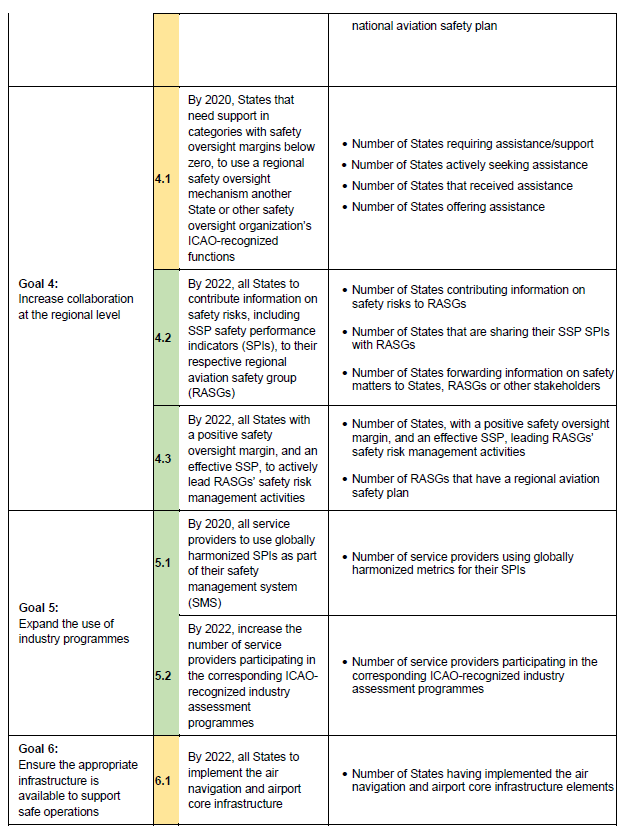 national aviation safety plan
Goal 4:
Increase collaboration
at the regional level
4.1
By 2020, States that
need support in
categories with safety
oversight margins below
zero, to use a regional
safety oversight
mechanism another
State or other safety
oversight organization's
ICAO-recognized
functions
• Number of States requiring assistance/support
• Number of States actively seeking assistance
• Number of States that received assistance
• Number of States offering assistance
4.2
By 2022, all States to
contribute information on
safety risks, including
SSP safety performance
indicators (SPIs), to their
respective regional
aviation safety group
(RASGs)
• Number of States contributing information on
safety risks to RASGs
• Number of States that are sharing their SSP SPIs
with RASGs
• Number of States forwarding information on safety
matters to States, RASGs or other stakeholders
4.3
By 2022, all States with
a positive safety
oversight margin, and an
effective SSP, to actively
lead RASGs' safety risk
management activities
• Number of States, with a positive safety oversight
margin, and an effective SSP, leading RASGs'
safety risk management activities
• Number of RASGs that have a regional aviation
safety plan
Goal 5:
Expand the use of
industry programmes
5.1
By 2020, all service
providers to use globally
harmonized SPIs as part
of their safety
management system
(SMS)
• Number of service providers using globally
harmonized metrics for their SPIs
5.2
By 2022, increase the
number of service
providers participating in
the corresponding ICAO-
recognized industry
assessment
programmes
• Number of service providers participating in the
corresponding ICAO-recognized industry
assessment programmes
Goal 6:
Ensure the appropriate
infrastructure is
available to support
safe operations
6.1
By 2022, all States to
implement the air
navigation and airport
core infrastructure
• Number of States having implemented the air
navigation and airport core infrastructure elements